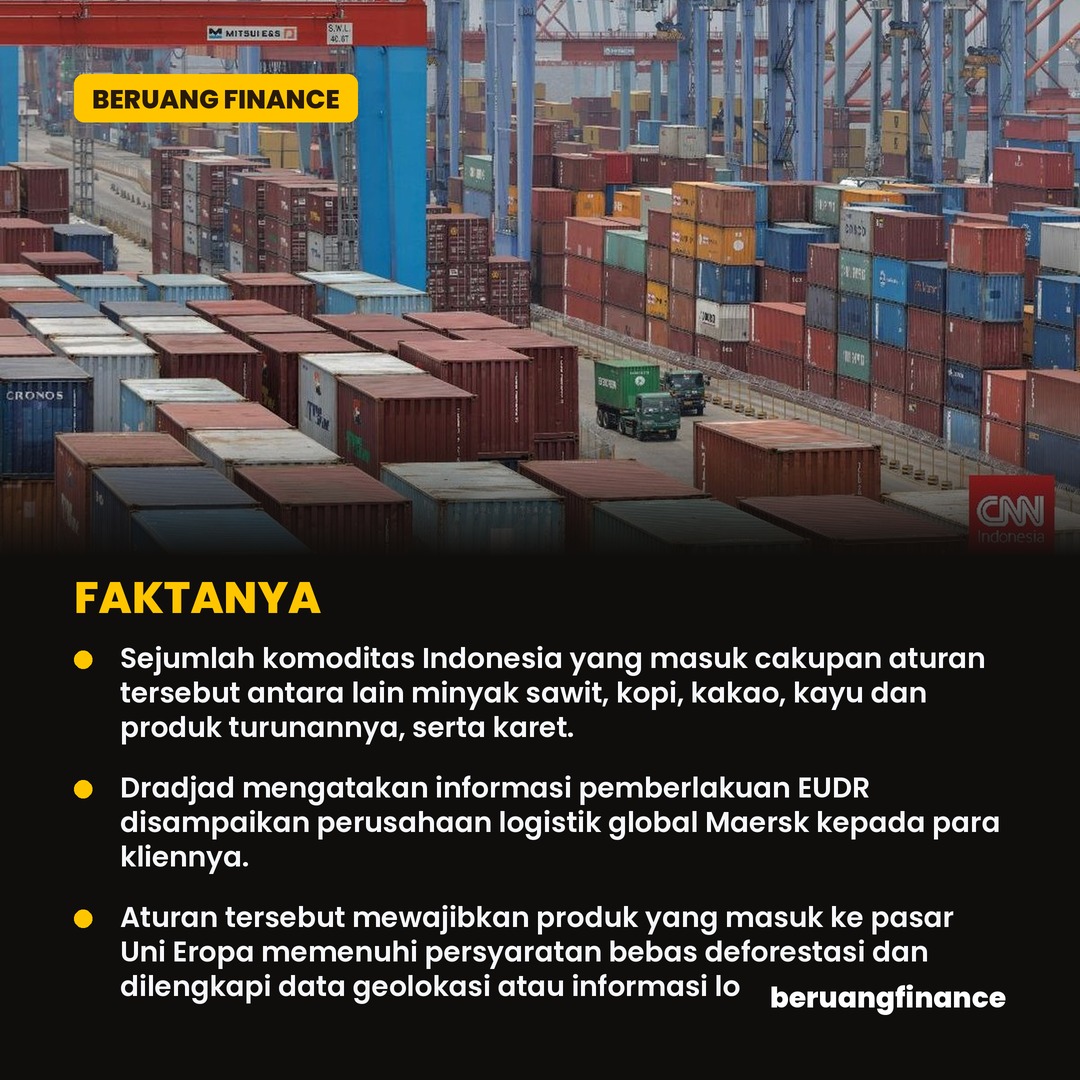 MITSUI E&S
S.W.L.
BERUANG FINANCE
CRONOS
CNN
Indonesia
FAKTANYA
Sejumlah komoditas Indonesia yang masuk cakupan aturan
tersebut antara lain minyak sawit, kopi, kakao, kayu dan
produk turunannya, serta karet.
Dradjad mengatakan informasi pemberlakuan EUDR
disampaikan perusahaan logistik global Maersk kepada para
kliennya.
Aturan tersebut mewajibkan produk yang masuk ke pasar
Uni Eropa memenuhi persyaratan bebas deforestasi dan
dilengkapi data geolokasi atau informasi lo
beruangfinance